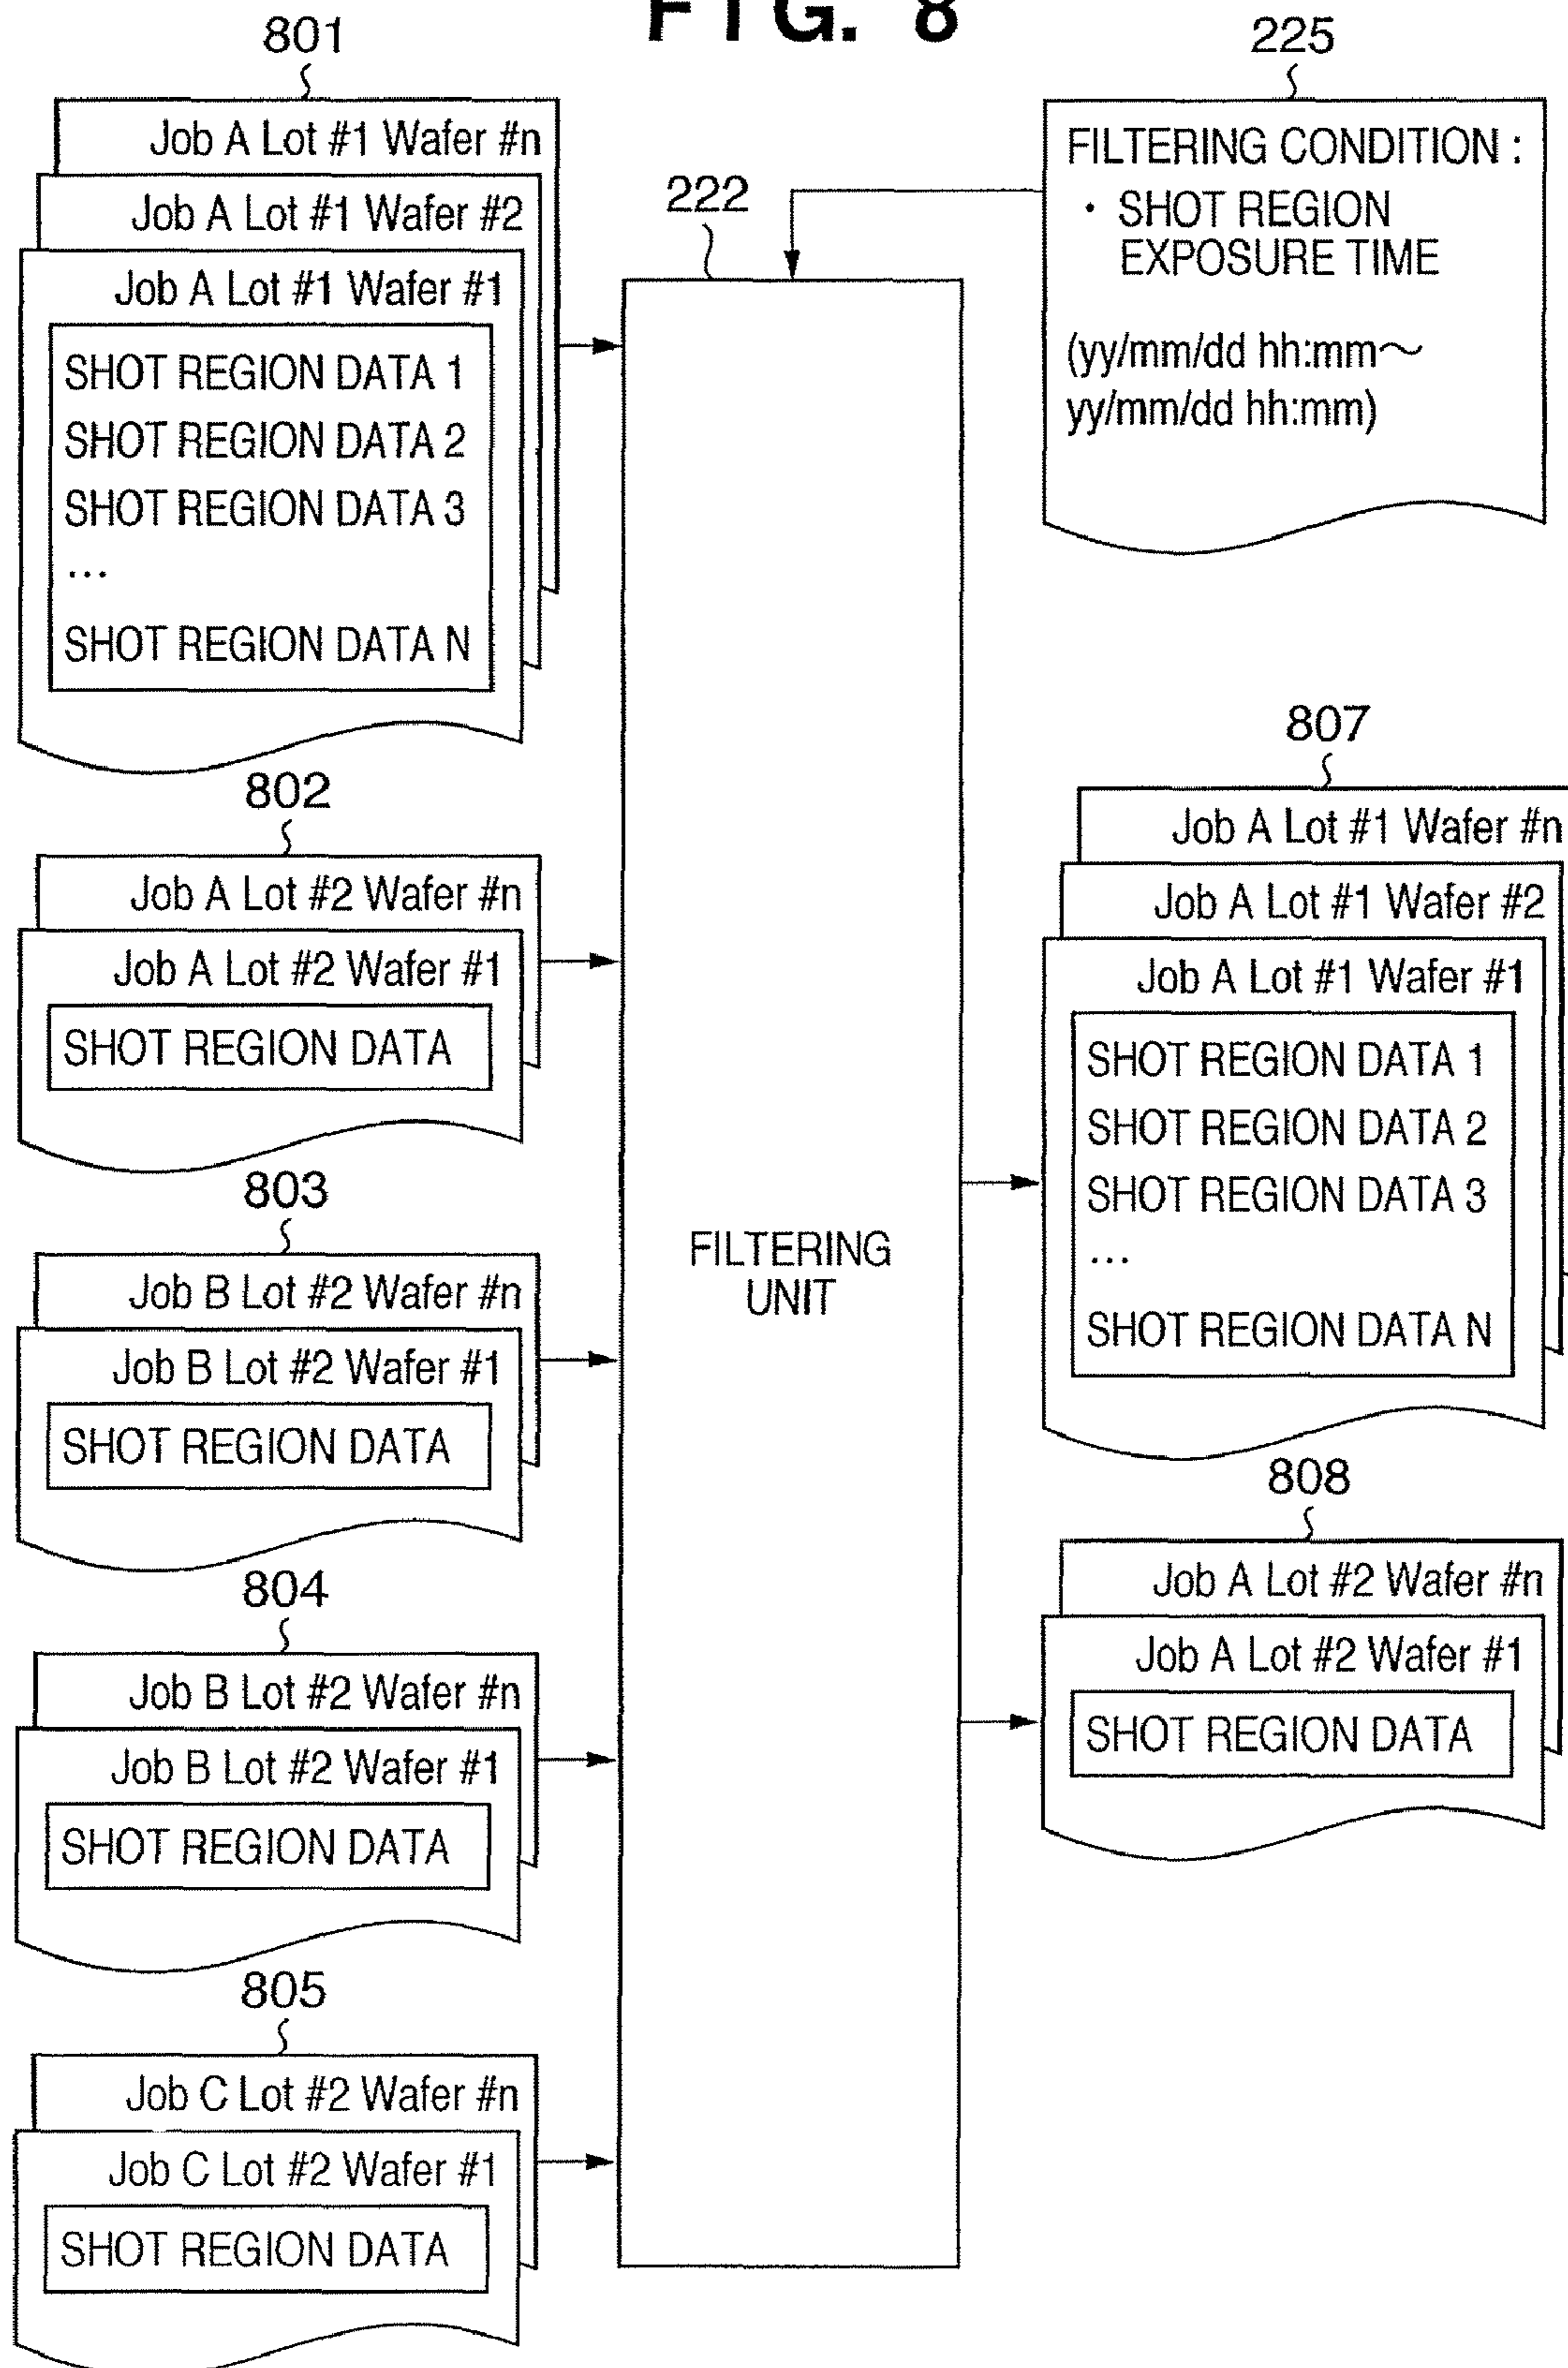 FIG. 8
801
Job A Lot #1 Wafer #n
Job A Lot #1 Wafer #2
Job A Lot #1 Wafer #1
SHOT REGION DATA 1
SHOT REGION DATA 2
SHOT REGION DATA 3
...
SHOT REGION DATA N
802
Job A Lot #2 Wafer #n
Job A Lot #2 Wafer #1
SHOT REGION DATA
803
Job B Lot #2 Wafer #n
Job B Lot #2 Wafer #1
SHOT REGION DATA
804
Job B Lot #2 Wafer #n
Job B Lot #2 Wafer #1
SHOT REGION DATA
805
Job C Lot #2 Wafer #n
Job C Lot #2 Wafer #1
SHOT REGION DATA
222
FILTERING
UNIT
225
FILTERING CONDITION :
・ SHOT REGION
EXPOSURE TIME
(yy/mm/dd hh:mm～
yy/mm/dd hh:mm)
807
Job A Lot #1 Wafer #n
Job A Lot #1 Wafer #2
Job A Lot #1 Wafer #1
SHOT REGION DATA 1
SHOT REGION DATA 2
SHOT REGION DATA 3
...
SHOT REGION DATA N
808
Job A Lot #2 Wafer #n
Job A Lot #2 Wafer #1
SHOT REGION DATA